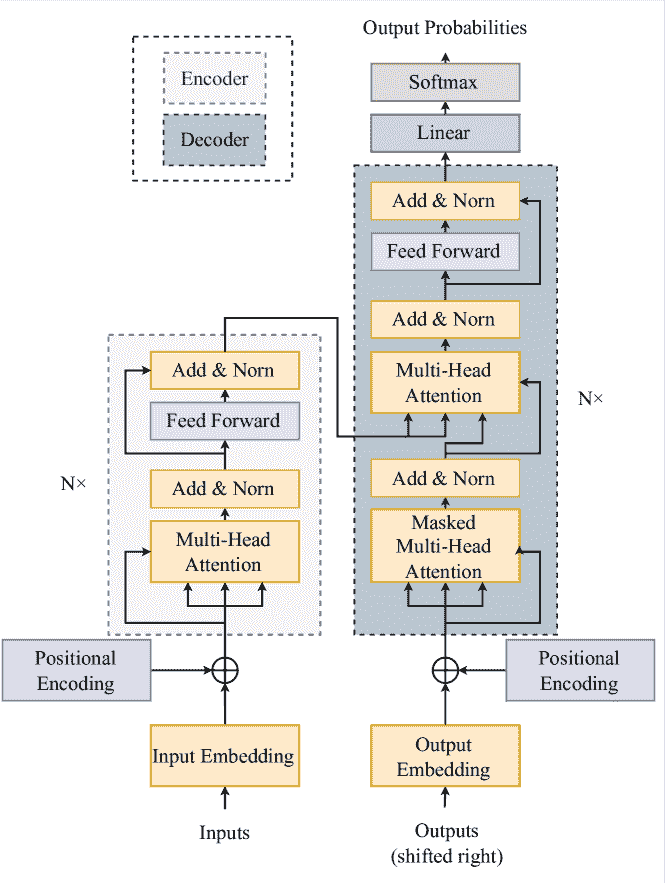 Output Probabilities
Encoder
Decoder
Softmax
Linear
Add & Norn
Feed Forward
Add & Norn
Multi-Head
Attention
N×
Add & Norn
Masked
Multi-Head
Attention
Add & Norn
Feed Forward
N×
Add & Norn
Multi-Head
Attention
Positional
Encoding
Positional
Encoding
Input Embedding
Output
Embedding
Inputs
Outputs
(shifted right)